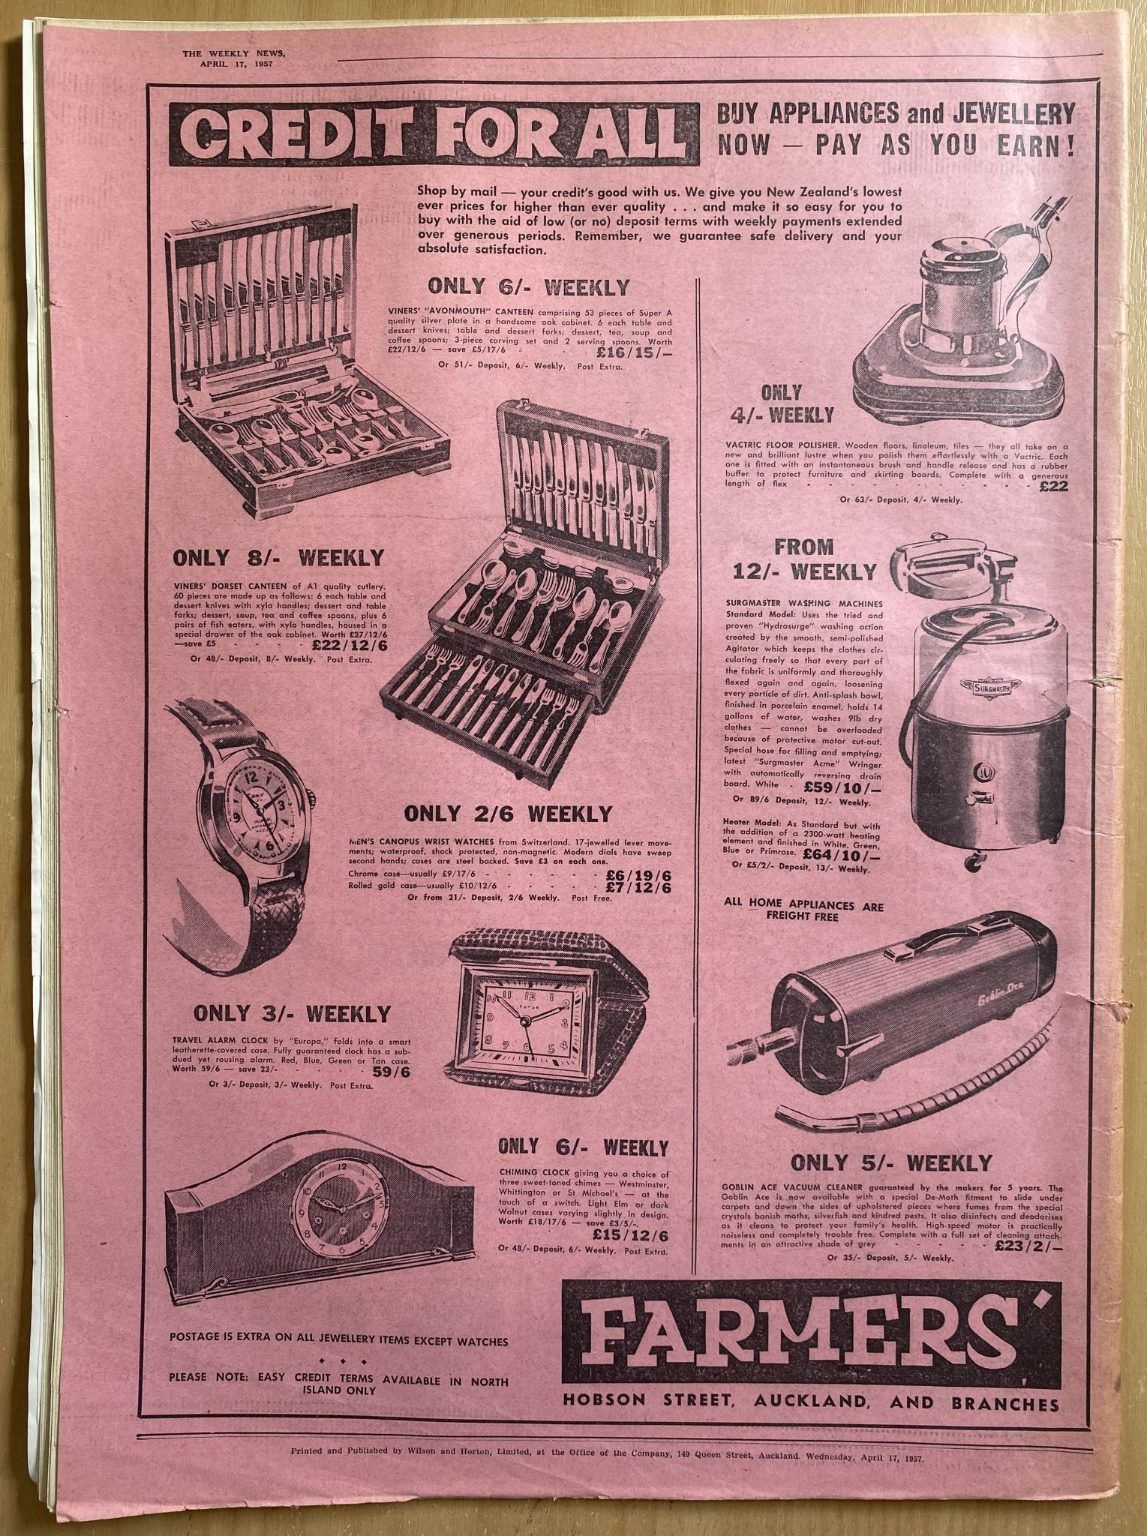 THE WEEKLY NEWS,
APRIL 17, 1957
CREDIT FOR ALL
BUY APPLIANCES and JEWELLERY
NOW — PAY AS YOU EARN!
Shop by mail — your credit's good with us. We give you New Zealand's lowest
ever prices for higher than ever quality . . . and make it so easy for you to
buy with the aid of low (or no) deposit terms with weekly payments extended
over generous periods. Remember, we guarantee safe delivery and your
absolute satisfaction.
ONLY 6/- WEEKLY
VINERS' "AVONMOUTH" CANTEEN comprising 53 pieces of Super A
quality silver plate in a handsome oak cabinet. 6 each table and
dessert knives; table and dessert forks; dessert, tea, soup and
coffee spoons; 3-piece carving set and 2 serving spoons. Worth
£22/12/6 — save £5/17/6 - - £16/15/-
Or 51/- Deposit, 6/- Weekly. Post Extra.
ONLY 8/- WEEKLY
VINERS' DORSET CANTEEN of A1 quality cutlery.
60 pieces are made up as follows: 6 each table and
dessert knives with xylo handles; dessert and table
forks; dessert, soup, tea and coffee spoons, plus 6
pairs of fish eaters, with xylo handles, housed in a
special drawer of the oak cabinet. Worth £27/12/6
—save £5 - - - - £22/12/6
Or 48/- Deposit, 8/- Weekly. Post Extra.
ONLY 2/6 WEEKLY
MEN'S CANOPUS WRIST WATCHES from Switzerland. 17-jewelled lever move-
ments; waterproof, shock protected, non-magnetic. Modern dials have sweep
second hands; cases are steel backed. Save £3 on each one.
Chrome case—usually £9/17/6 - - - - - - £6/19/6
Rolled gold case—usually £10/12/6 - - - - - £7/12/6
Or from 21/- Deposit, 2/6 Weekly. Post Free.
ONLY 3/- WEEKLY
TRAVEL ALARM CLOCK by "Europa," folds into a smart
leatherette-covered case. Fully guaranteed clock has a sub-
dued yet rousing alarm. Red, Blue, Green or Tan case.
Worth 59/6 — save 23/- - - - - - 59/6
Or 3/- Deposit, 3/- Weekly. Post Extra.
ONLY 6/- WEEKLY
CHIMING CLOCK giving you a choice of
three sweet-toned chimes — Westminster,
Whittington or St Michael's — at the
touch of a switch. Light Elm or dark
Walnut cases varying slightly in design.
Worth £18/17/6 — save £3/5/-.
£15/12/6
Or 48/- Deposit, 6/- Weekly. Post Extra.
POSTAGE IS EXTRA ON ALL JEWELLERY ITEMS EXCEPT WATCHES
PLEASE NOTE: EASY CREDIT TERMS AVAILABLE IN NORTH
ISLAND ONLY
ONLY
4/- WEEKLY
VACTRIC FLOOR POLISHER. Wooden floors, linoleum, tiles — they all take on a
new and brilliant lustre when you polish them effortlessly with a Vactric. Each
one is fitted with an instantaneous brush and handle release and has a rubber
buffer to protect furniture and skirting boards. Complete with a generous
length of flex - - - - - - - - - £22
Or 63/- Deposit, 4/- Weekly.
FROM
12/- WEEKLY
SURGMASTER WASHING MACHINES
Standard Model: Uses the tried and
proven "Hydrosurge" washing action
created by the smooth, semi-polished
Agitator which keeps the clothes cir-
culating freely so that every part of
the fabric is uniformly and thoroughly
flexed again and again, loosening
every particle of dirt. Anti-splash bowl,
finished in porcelain enamel, holds 14
gallons of water, washes 9lb dry
clothes — cannot be overloaded
because of protective motor cut-out.
Special hose for filling and emptying;
latest "Surgmaster Acme" Wringer
with automatically reversing drain
board. White - £59/10/-
Or 89/6 Deposit, 12/- Weekly.
Heater Model: As Standard but with
the addition of a 2300-watt heating
element and finished in White, Green,
Blue or Primrose. £64/10/-
Or £5/2/- Deposit, 13/- Weekly.
SURGMASTER
ALL HOME APPLIANCES ARE
FREIGHT FREE
Goblin Ace
ONLY 5/- WEEKLY
GOBLIN ACE VACUUM CLEANER guaranteed by the makers for 5 years. The
Goblin Ace is now available with a special De-Moth fitment to slide under
carpets and down the sides of upholstered pieces where fumes from the special
crystals banish moths, silverfish and kindred pests. It also disinfects and deodorises
as it cleans to protect your family's health. High-speed motor is practically
noiseless and completely trouble free. Complete with a full set of cleaning attach-
ments in an attractive shade of grey - - - - - £23/2/-
Or 35/- Deposit, 5/- Weekly.
FARMERS'
HOBSON STREET, AUCKLAND, AND BRANCHES
Printed and Published by Wilson and Horton, Limited, at the Office of the Company, 149 Queen Street, Auckland. Wednesday, April 17, 1957.